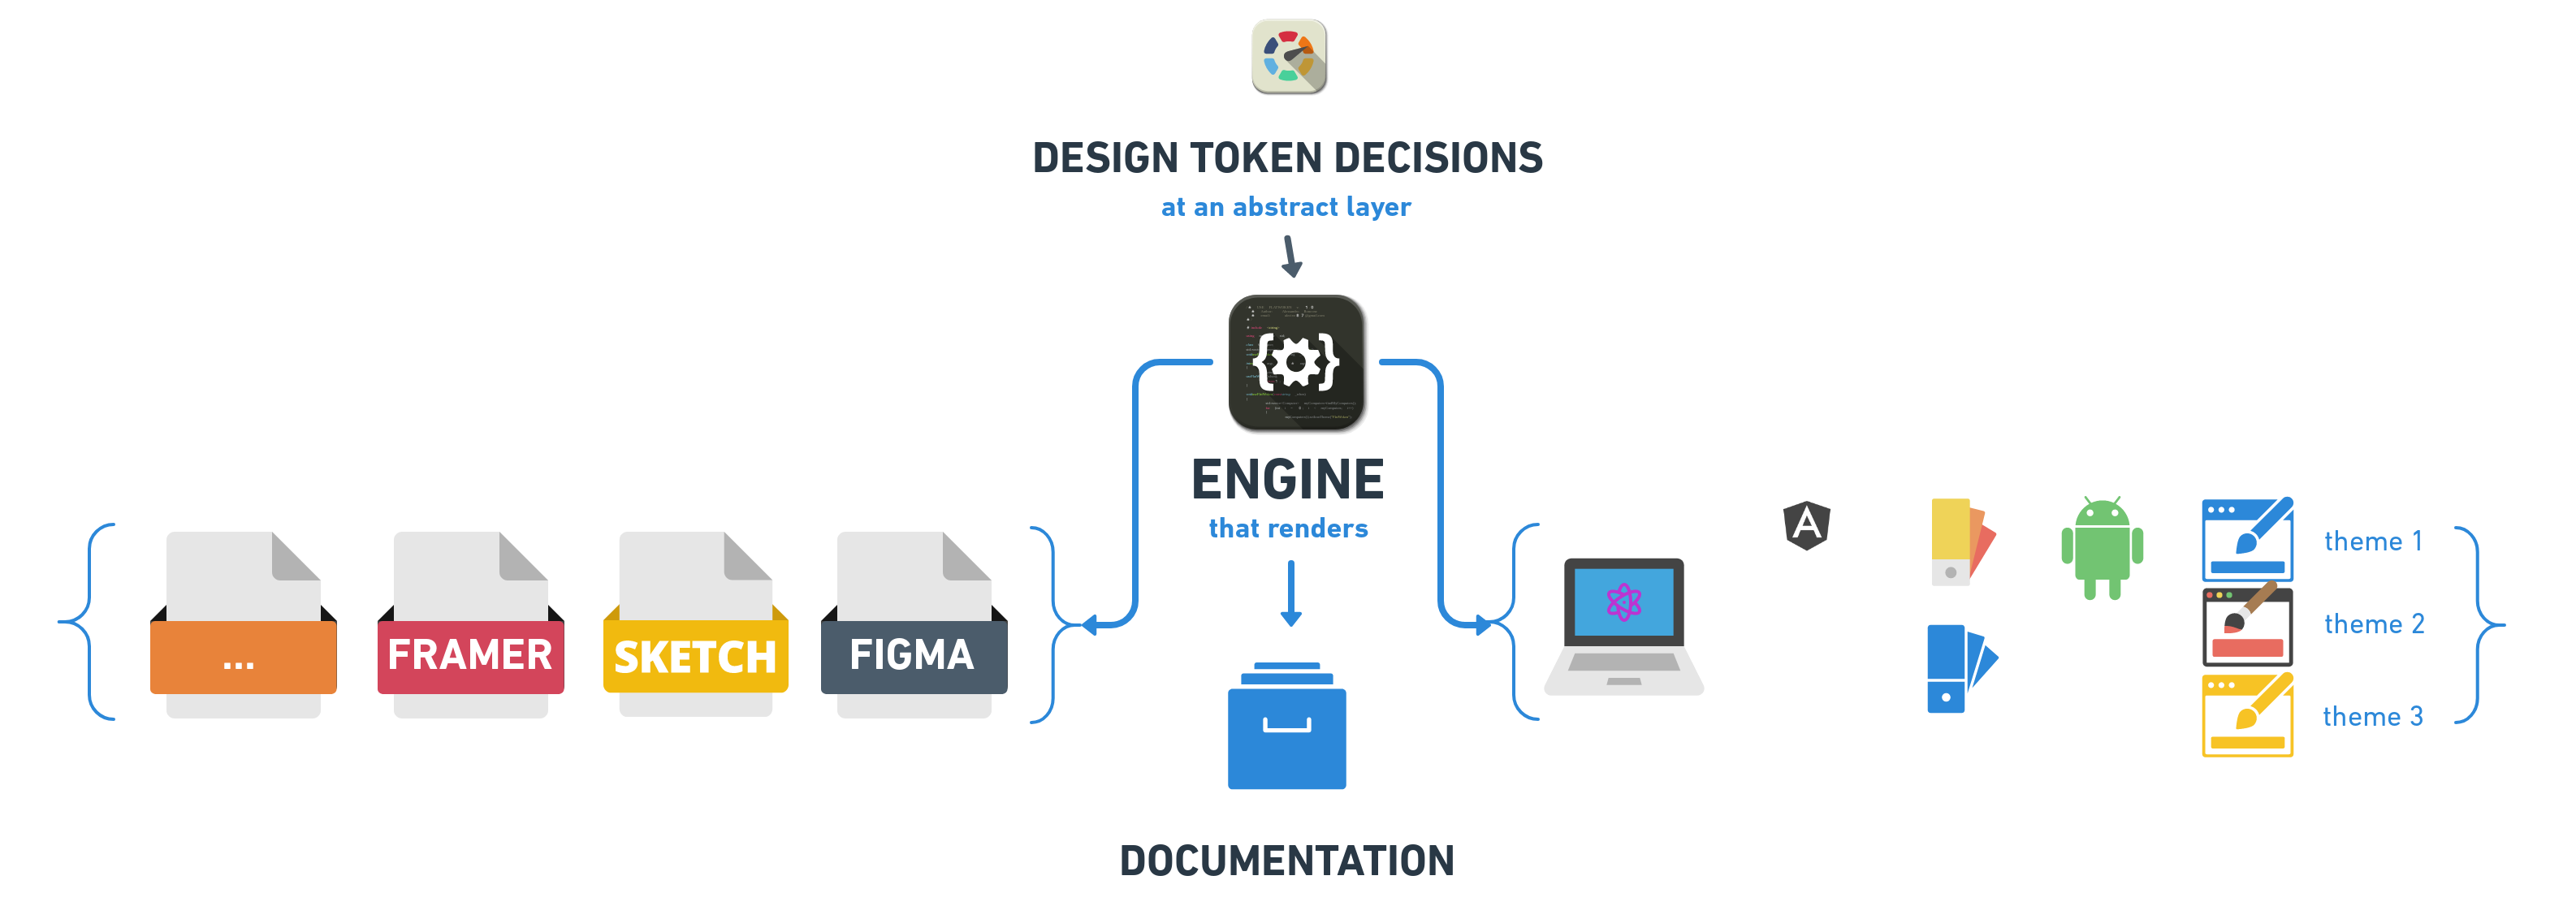 DESIGN TOKEN DECISIONS
at an abstract layer
ENGINE
that renders
...
FRAMER
SKETCH
FIGMA
A
theme 1
theme 2
theme 3
DOCUMENTATION